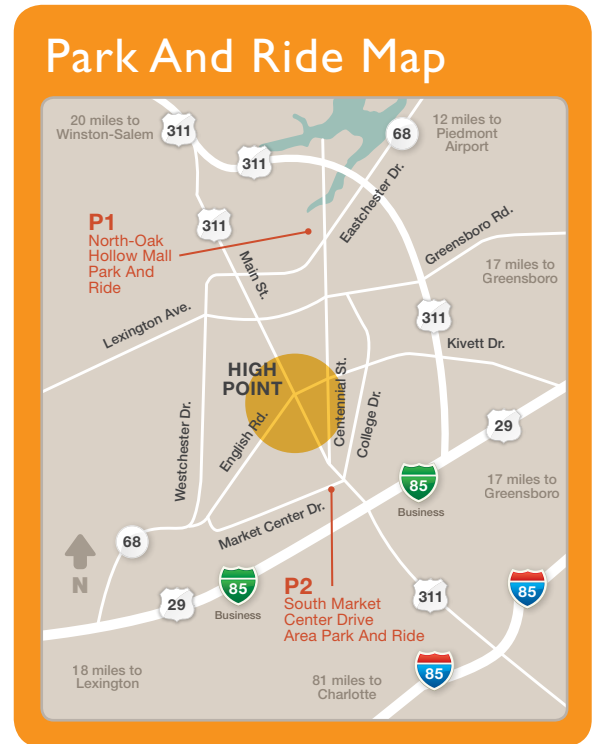 Park And Ride Map
20 miles to
Winston-Salem
311
12 miles to
Piedmont
Airport
68
311
Eastchester Dr.
P1
North-Oak
Hollow Mall
Park And
Ride
311
Main St.
Greensboro Rd.
17 miles to
Greensboro
Lexington Ave.
311
Kivett Dr.
HIGH
POINT
Centennial St.
College Dr.
Westchester Dr.
English Rd.
29
85
Business
17 miles to
Greensboro
Market Center Dr.
68
N
29
85
Business
P2
South Market
Center Drive
Area Park And Ride
311
85
18 miles to
Lexington
81 miles to
Charlotte
85